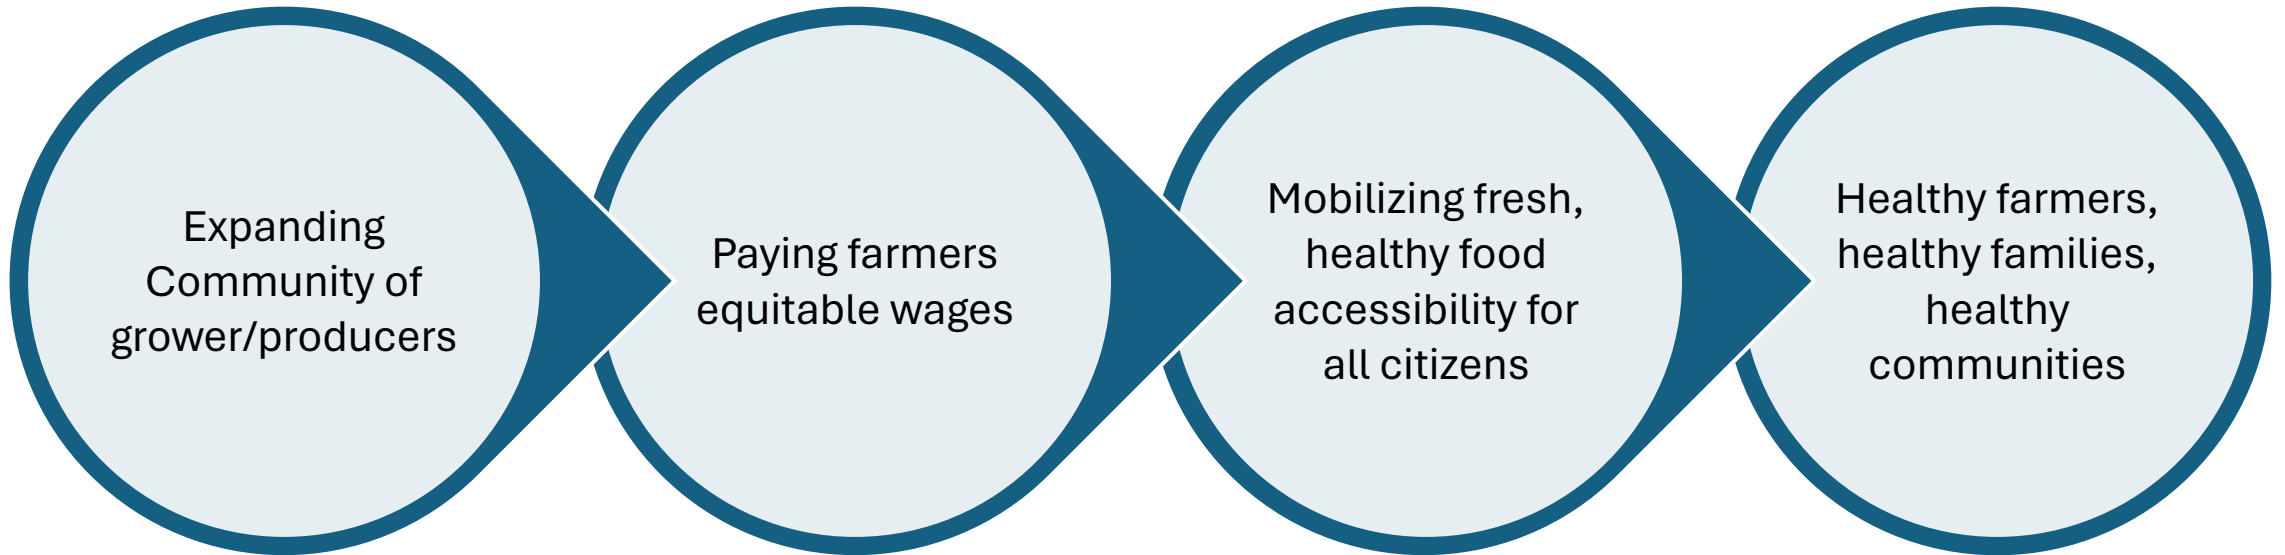 Expanding
Community of
grower/producers
Paying farmers
equitable wages
Mobilizing fresh,
healthy food
accessibility for
all citizens
Healthy farmers,
healthy families,
healthy
communities